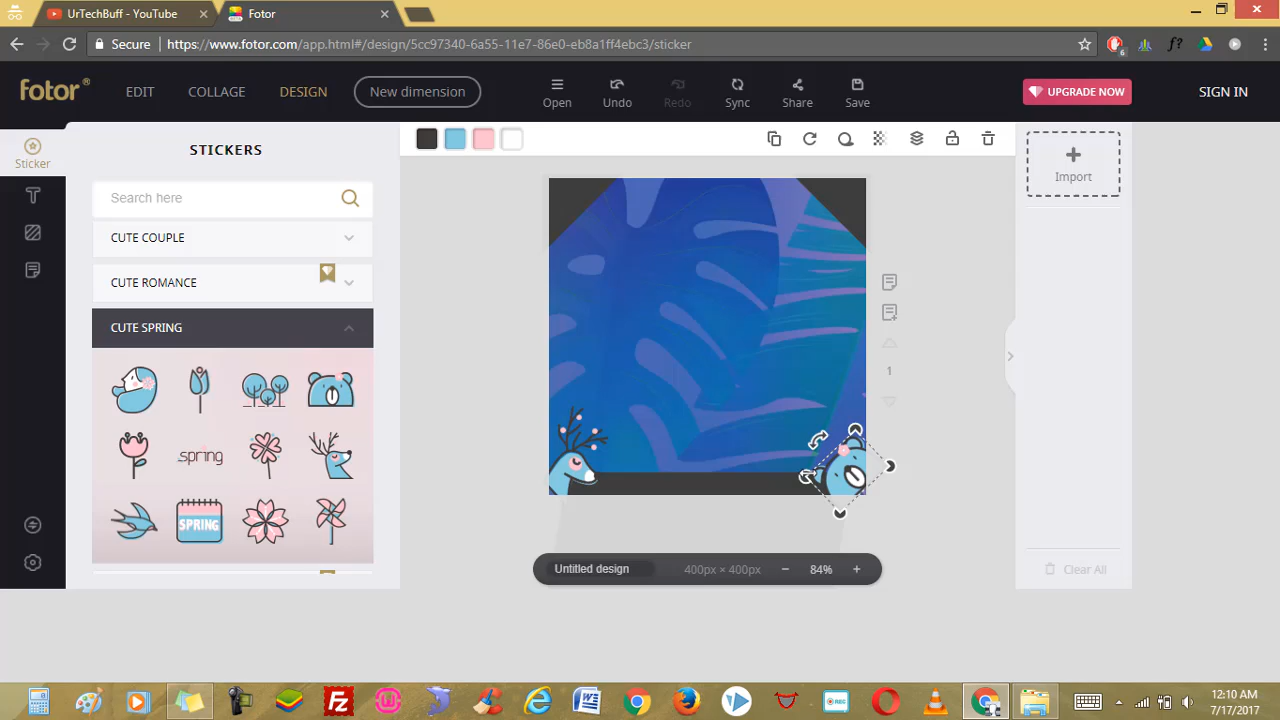 UrTechBuff - YouTube
Fotor
Secure
https://www.fotor.com/app.html#/design/5cc97340-6a55-11e7-86e0-eb8a1ff4ebc3/sticker
6
f?
fotor®
EDIT
COLLAGE
DESIGN
New dimension
Open
Undo
Redo
Sync
Share
Save
UPGRADE NOW
SIGN IN
Sticker
STICKERS
Search here
CUTE COUPLE
CUTE ROMANCE
CUTE SPRING
spring
SPRING
Import
1
Clear All
Untitled design
400px × 400px
84%
REC
12:10 AM
7/17/2017